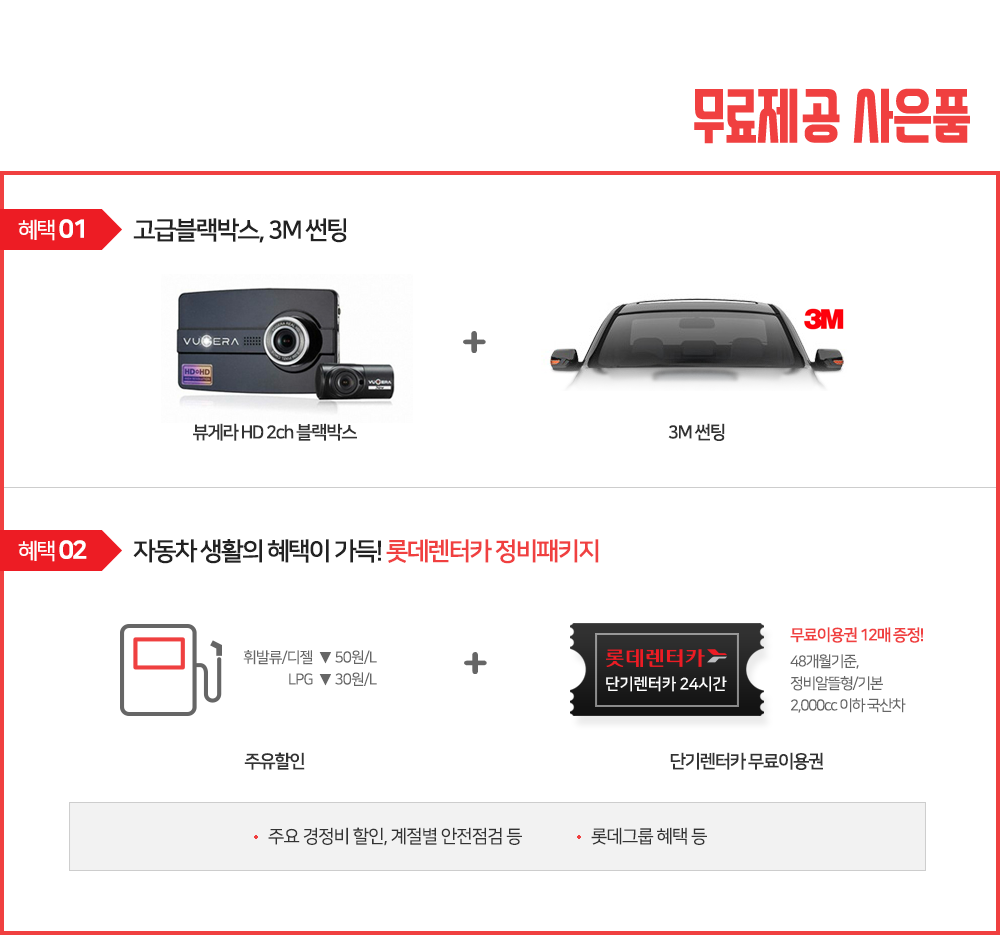 무료제공 사은품
혜택 01
고급블랙박스, 3M 썬팅
VUGERA
HD+HD
VUGERA
3M
뷰게라 HD 2ch 블랙박스
3M 썬팅
혜택 02
자동차 생활의 혜택이 가득! 롯데렌터카 정비패키지
휘발류/디젤 ▼ 50원/L
LPG ▼ 30원/L
롯데렌터카
단기렌터카 24시간
무료이용권 12매 증정!
48개월기준,
정비알뜰형/기본
2,000cc 이하 국산차
주유할인
단기렌터카 무료이용권
• 주요 경정비 할인, 계절별 안전점검 등
• 롯데그룹 혜택 등